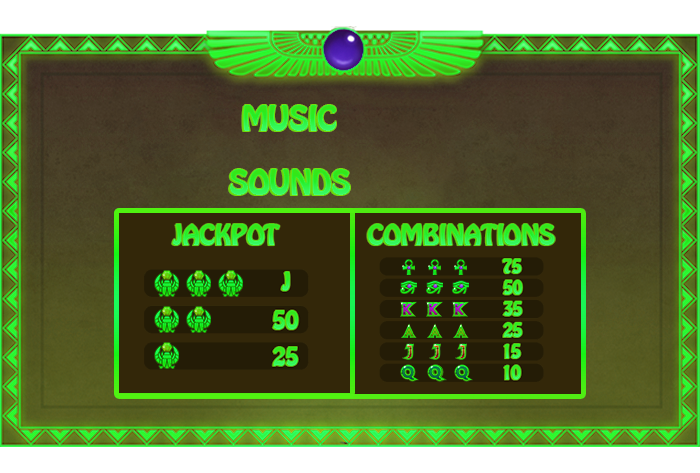 MUSIC
SOUNDS
JACKPOT
J
50
25
COMBINATIONS
75
50
K K K 35
A A A 25
J J J 15
Q Q Q 10